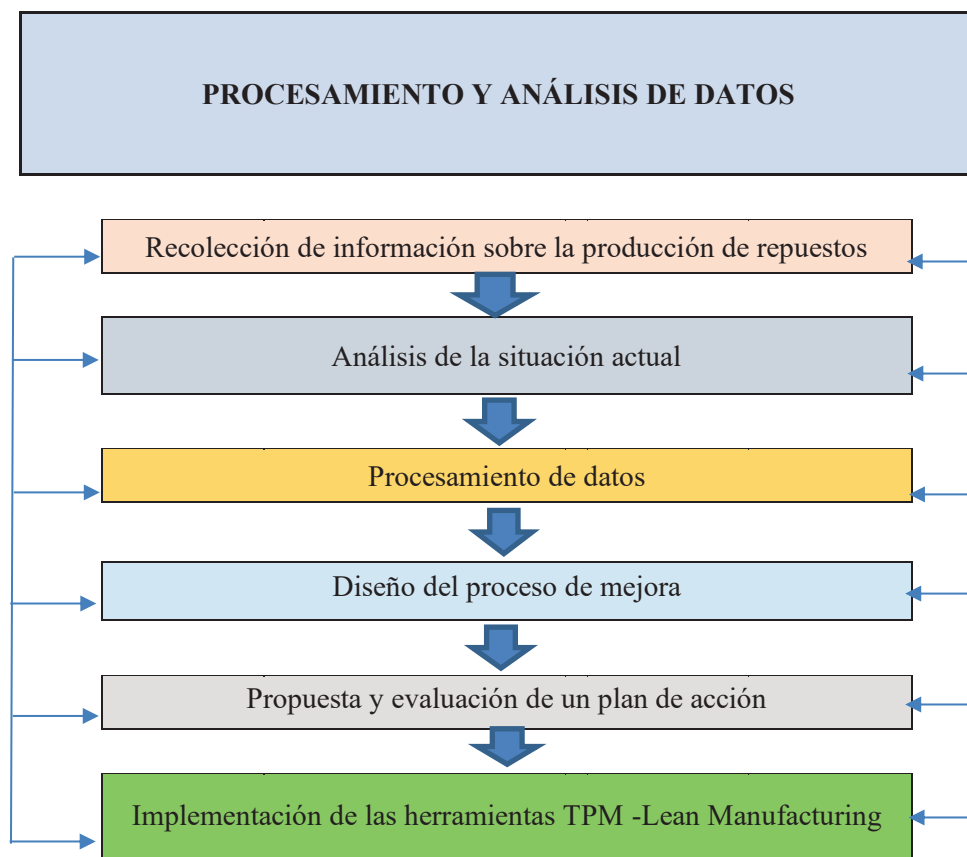 PROCESAMIENTO Y ANÁLISIS DE DATOS
Recolección de información sobre la producción de repuestos
Análisis de la situación actual
Procesamiento de datos
Diseño del proceso de mejora
Propuesta y evaluación de un plan de acción
Implementación de las herramientas TPM -Lean Manufacturing